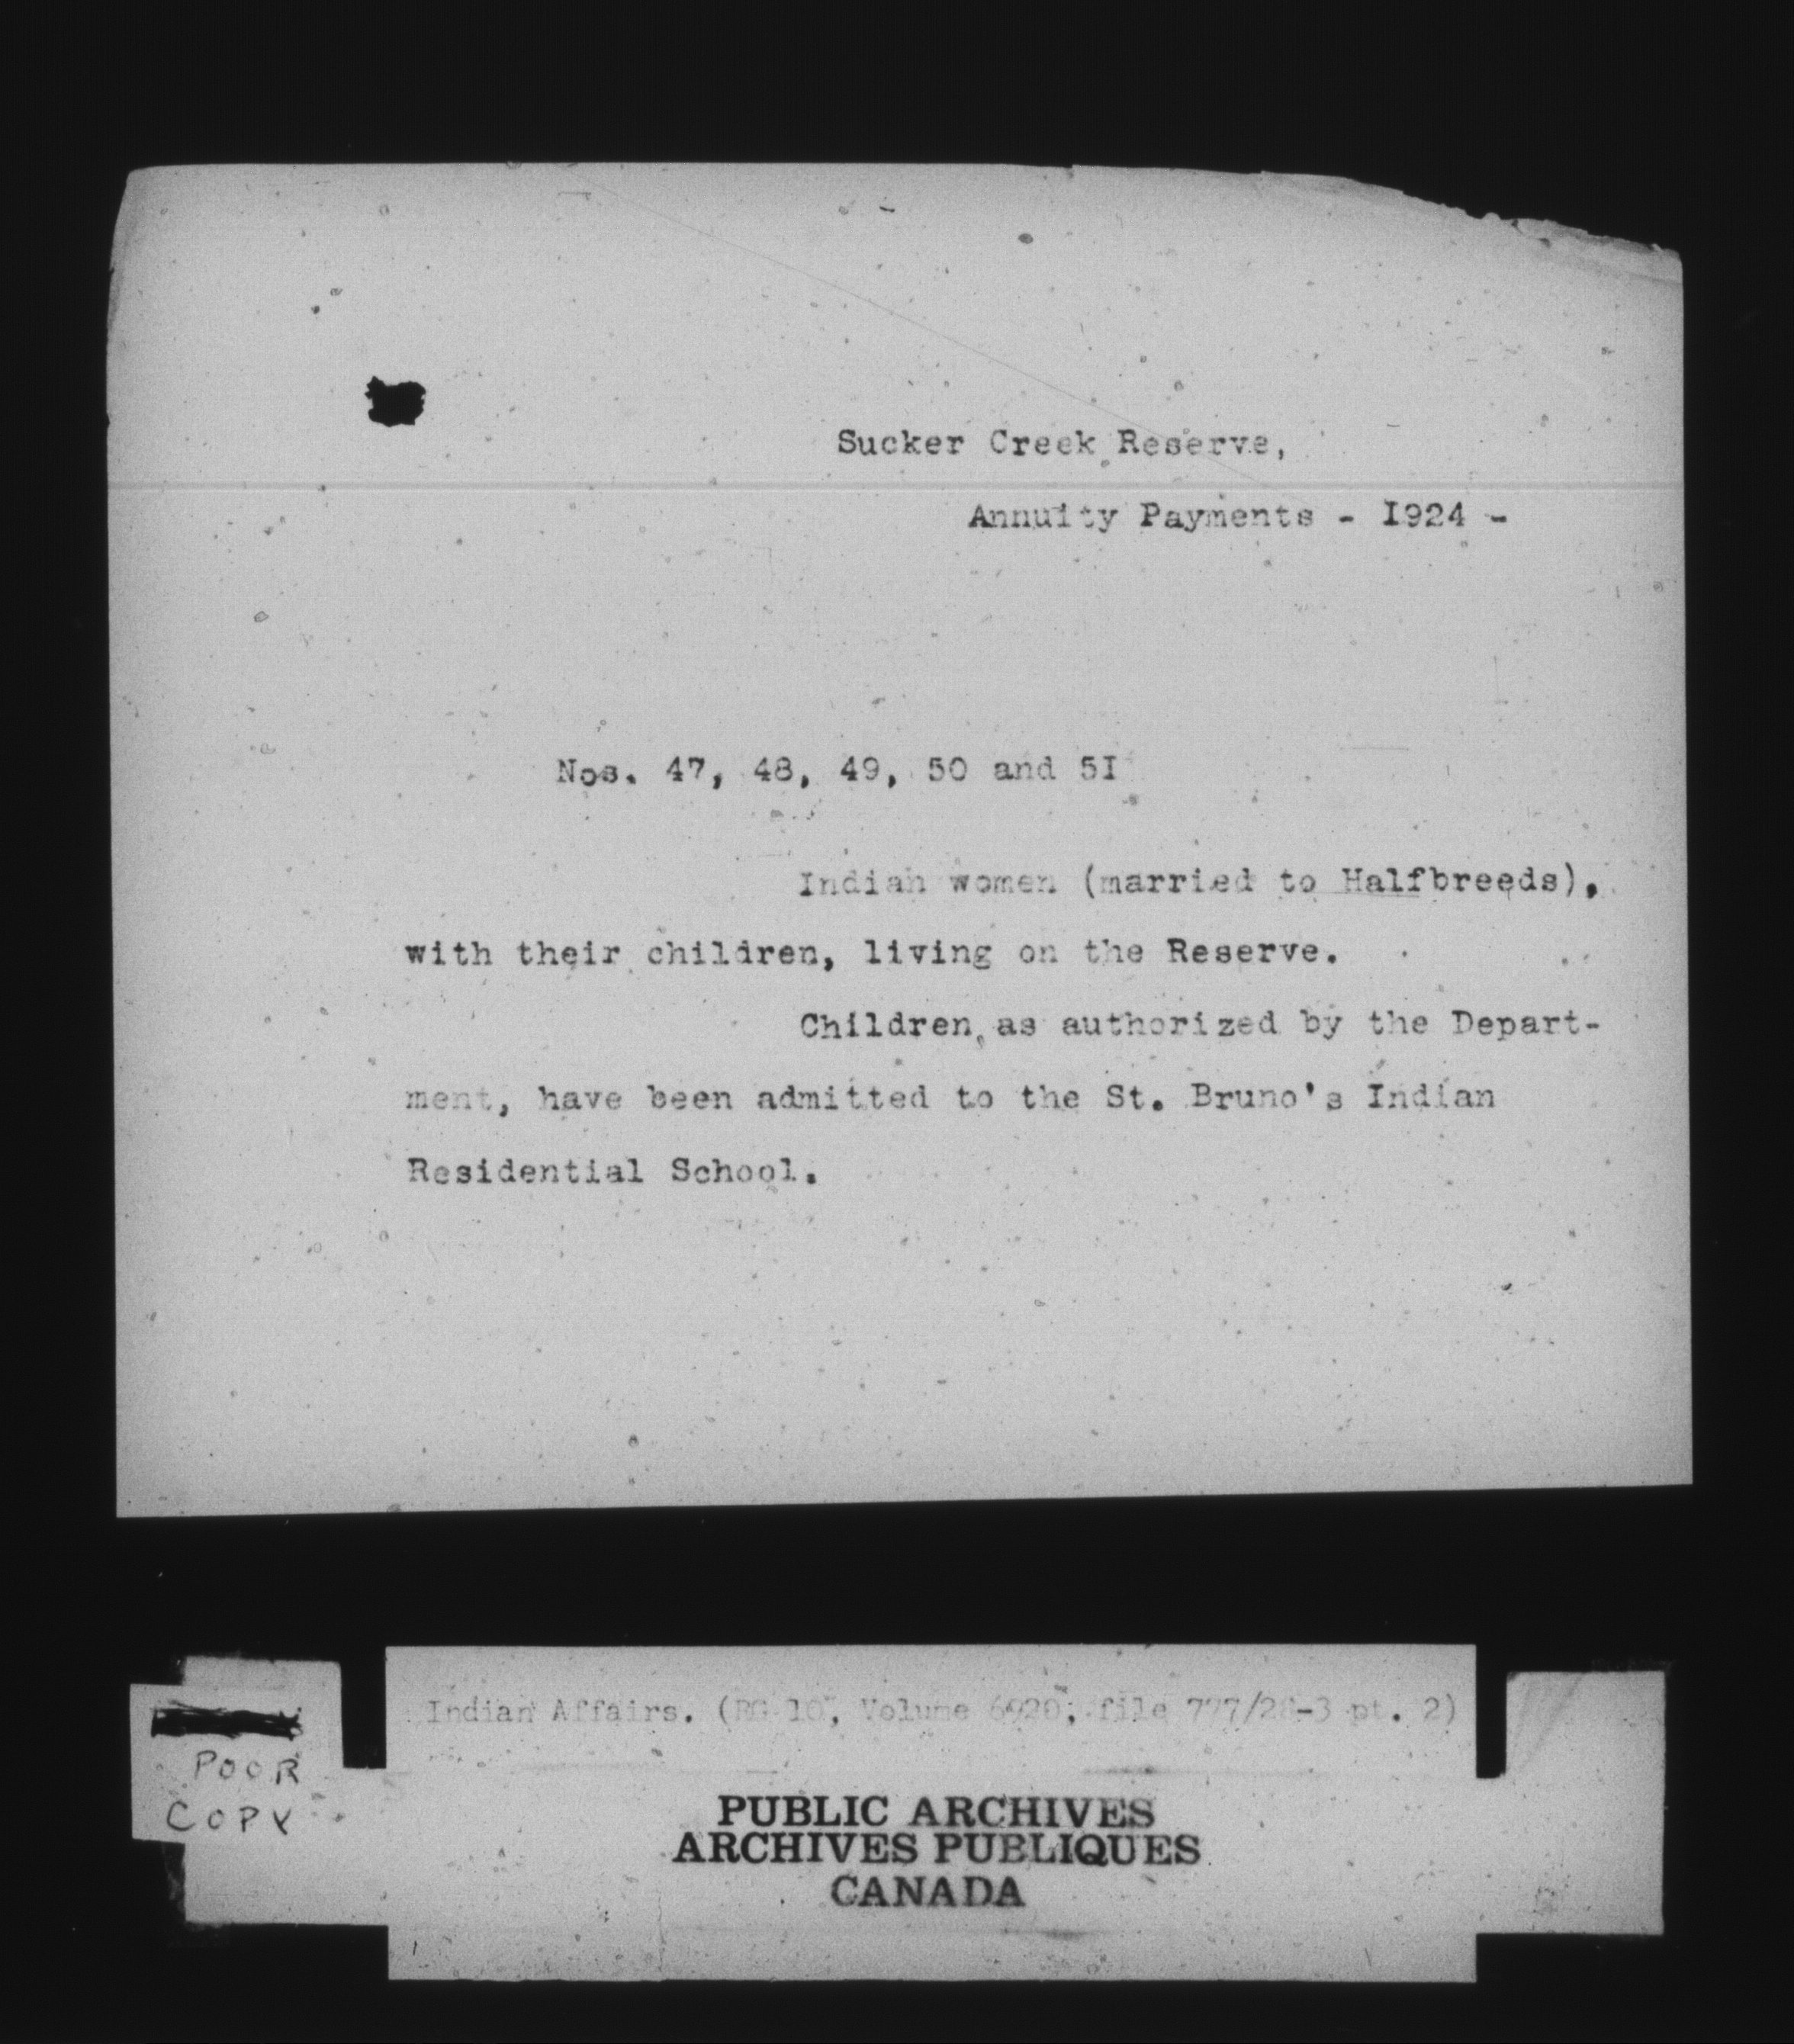 Sucker Creek Reserve,
Annuity Payments - I924 -
Nos. 47, 48, 49, 50 and 5I
Indian women (married to Halfbreeds),
with their children, living on the Reserve.
Children, as authorized by the Depart-
ment, have been admitted to the St. Bruno's Indian
Residential School.
Indian Affairs. (RG 10, Volume 6920, file 777/28-3 pt. 2)
POOR
COPY
PUBLIC ARCHIVES
ARCHIVES PUBLIQUES
CANADA